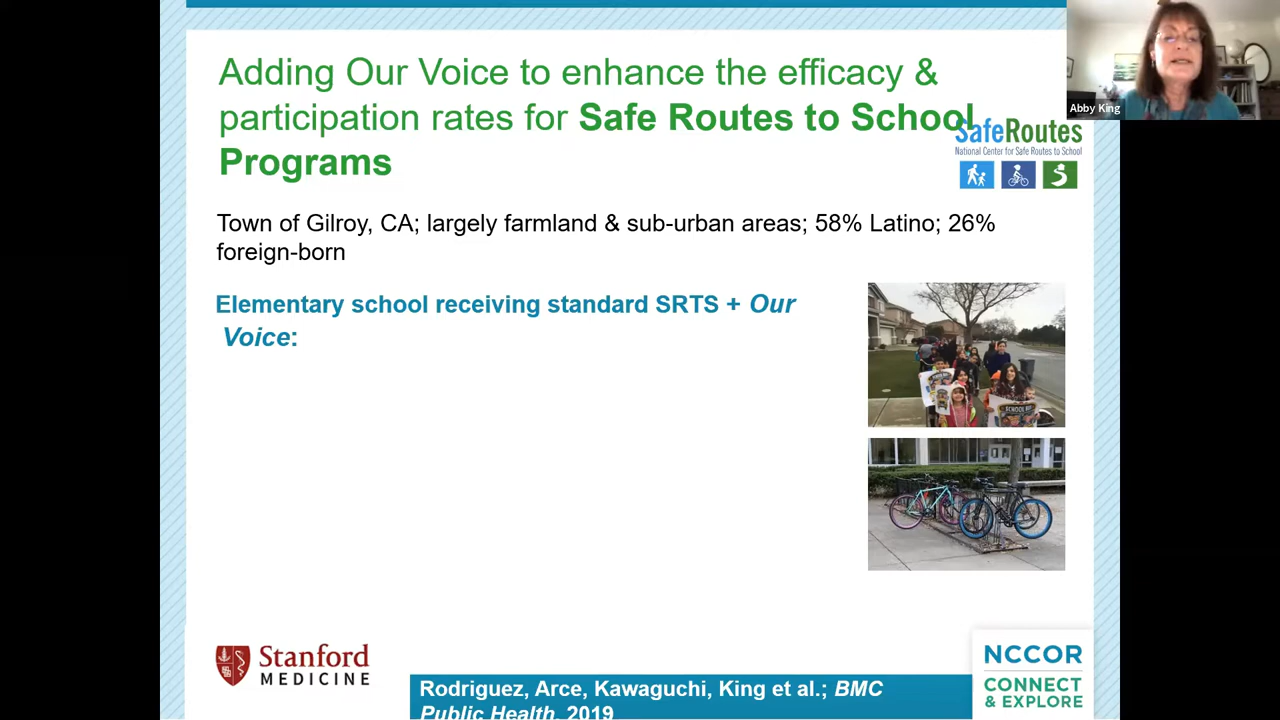 Adding Our Voice to enhance the efficacy &
participation rates for Safe Routes to School
Programs
Abby King
SafeRoutes
National Center for Safe Routes to School
Town of Gilroy, CA; largely farmland & sub-urban areas; 58% Latino; 26%
foreign-born
Elementary school receiving standard SRTS + Our
Voice:
SCHOOL BUS
Stanford
MEDICINE
Rodriguez, Arce, Kawaguchi, King et al.; BMC
Public Health, 2019
NCCOR
CONNECT
& EXPLORE